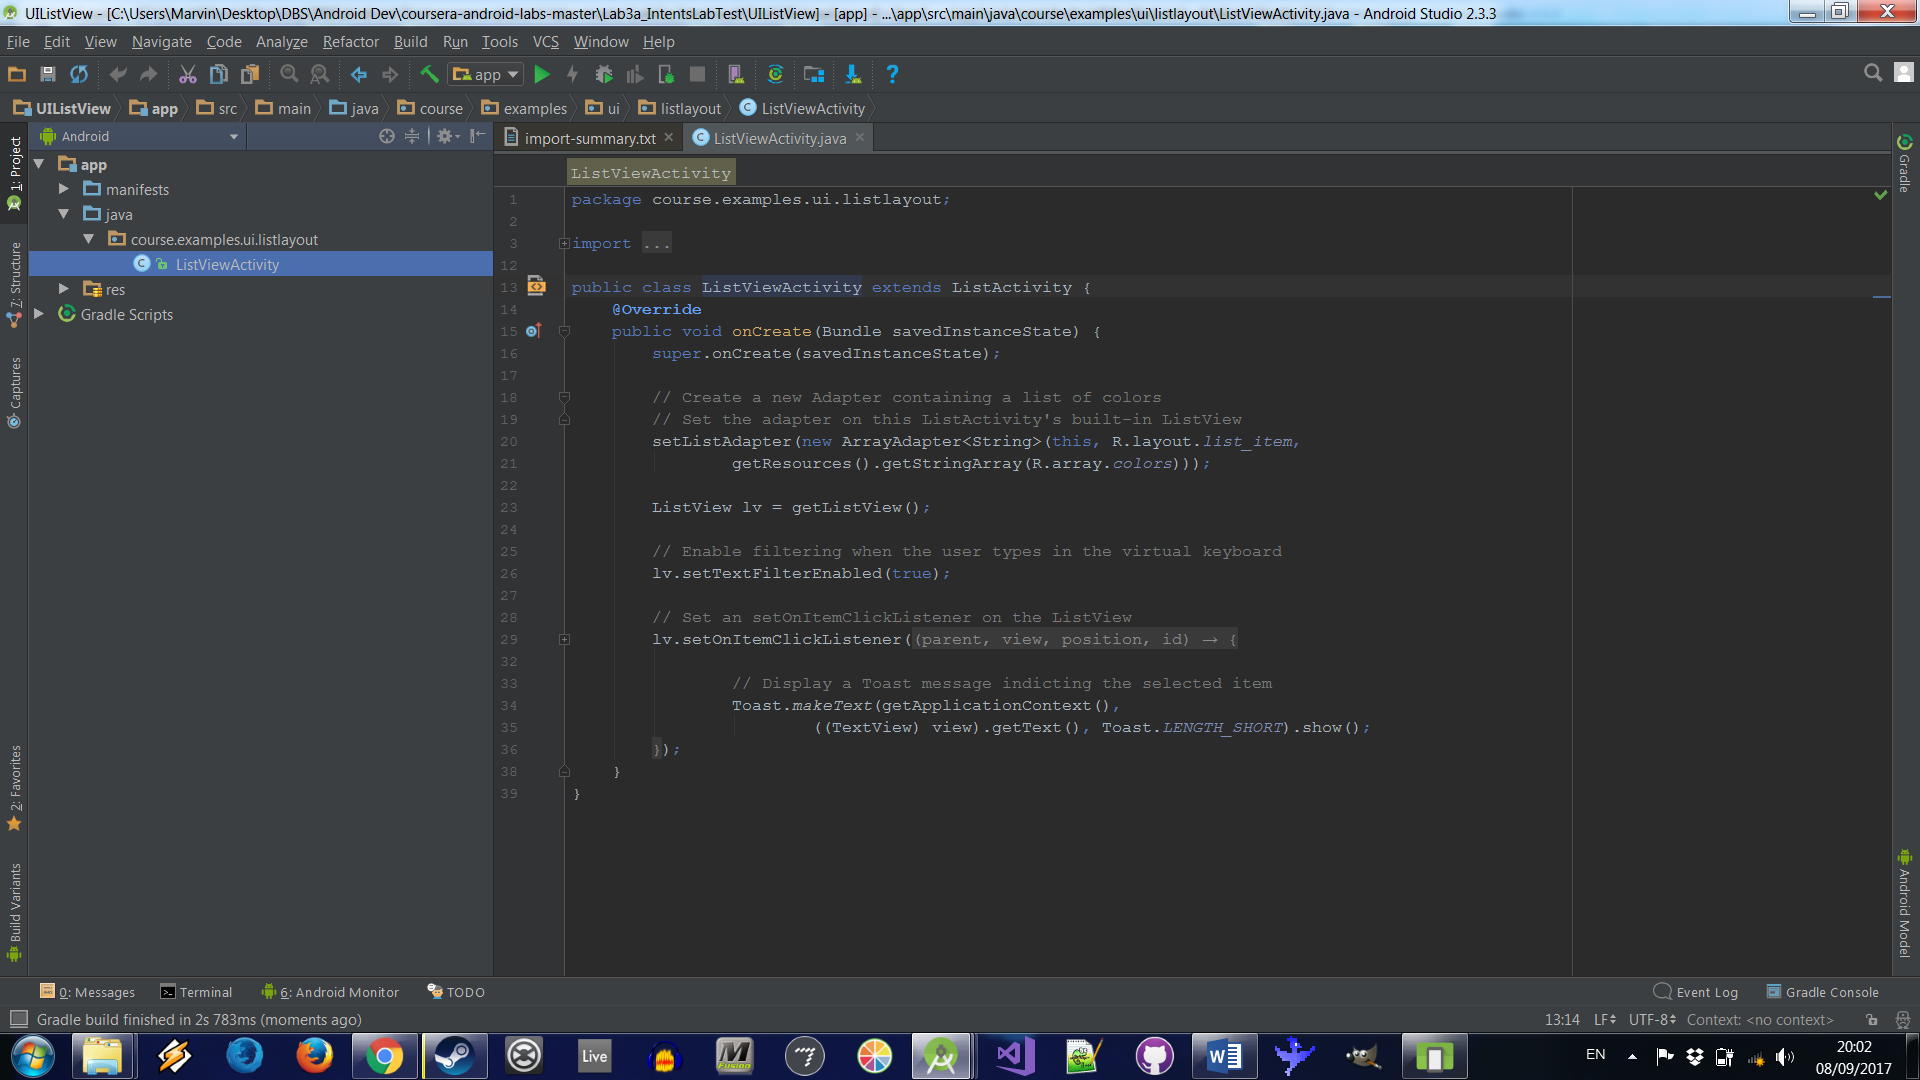 UIListView - [C:\Users\Marvin\Desktop\DBS\Android Dev\coursera-android-labs-master\Lab3a_IntentsLabTest\UIListView] - [app] - ...\app\src\main\java\course\examples\ui\listlayout\ListViewActivity.java - Android Studio 2.3.3
File Edit View Navigate Code Analyze Refactor Build Run Tools VCS Window Help
app
UIListView app src main java course examples ui listlayout ListViewActivity
Android
import-summary.txt ListViewActivity.java
1: Project
7: Structure
Captures
2: Favorites
Build Variants
app
manifests
java
course.examples.ui.listlayout
ListViewActivity
res
Gradle Scripts
ListViewActivity
1 package course.examples.ui.listlayout;
2
3 import ...
12
13 public class ListViewActivity extends ListActivity {
14 @Override
15 public void onCreate(Bundle savedInstanceState) {
16 super.onCreate(savedInstanceState);
17
18 // Create a new Adapter containing a list of colors
19 // Set the adapter on this ListActivity's built-in ListView
20 setListAdapter(new ArrayAdapter<String>(this, R.layout.list_item,
21 getResources().getStringArray(R.array.colors)));
22
23 ListView lv = getListView();
24
25 // Enable filtering when the user types in the virtual keyboard
26 lv.setTextFilterEnabled(true);
27
28 // Set an setOnItemClickListener on the ListView
29 lv.setOnItemClickListener((parent, view, position, id) → {
32
33 // Display a Toast message indicting the selected item
34 Toast.makeText(getApplicationContext(),
35 ((TextView) view).getText(), Toast.LENGTH_SHORT).show();
36 });
38 }
39 }
Gradle
Android Model
0: Messages Terminal 6: Android Monitor TODO Event Log Gradle Console
Gradle build finished in 2s 783ms (moments ago) 13:14 LF UTF-8 Context: <no context>
Live
EN
20:02
08/09/2017